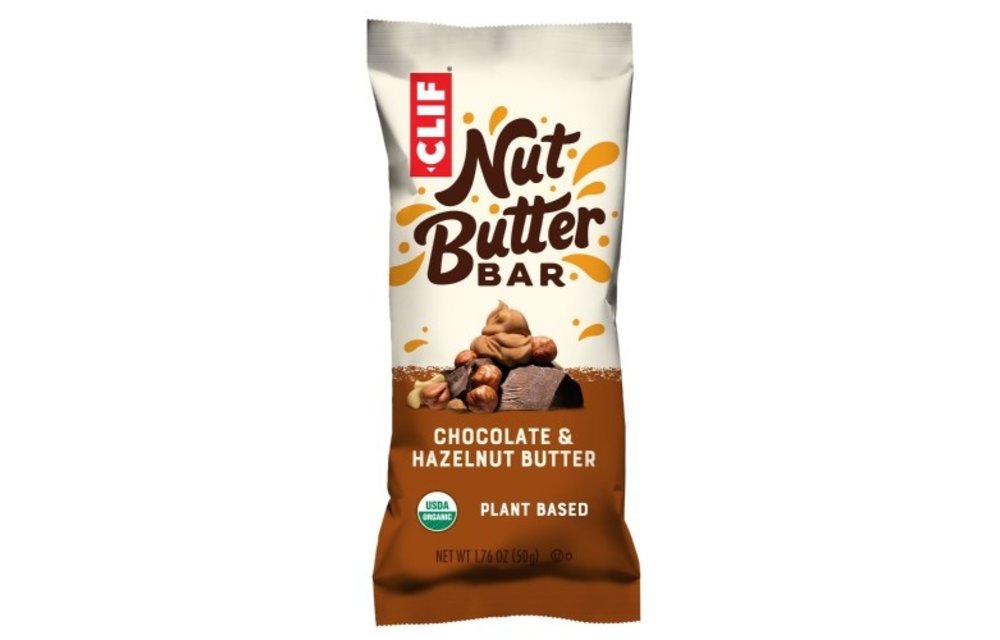 CLIF®
Nut
Butter
BAR
CHOCOLATE &
HAZELNUT BUTTER
USDA
ORGANIC
PLANT BASED
NET WT 1.76 OZ (50g)